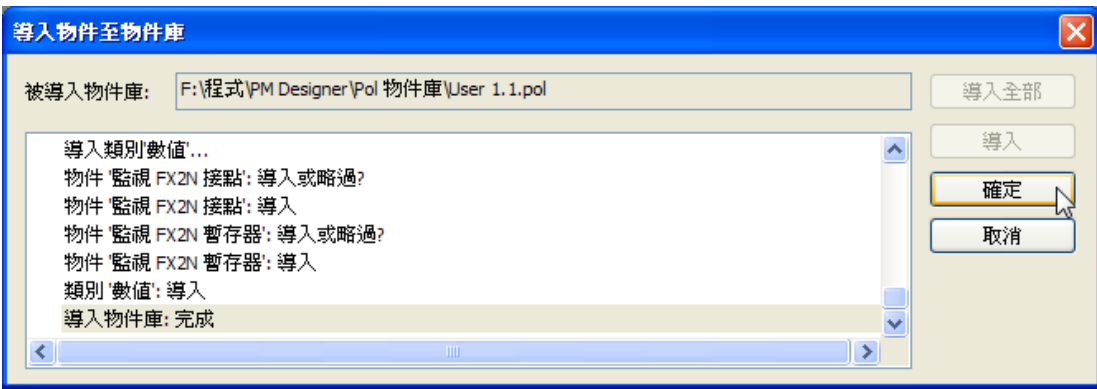 導入物件至物件庫
被導入物件庫: F:\程式\PM Designer\Pol 物件庫\User 1.1.pol
導入全部
導入類別'數值'...
導入
物件 '監視 FX2N 接點': 導入或略過?
物件 '監視 FX2N 接點': 導入
確定
物件 '監視 FX2N 暫存器': 導入或略過?
取消
物件 '監視 FX2N 暫存器': 導入
類別 '數值': 導入
導入物件庫: 完成